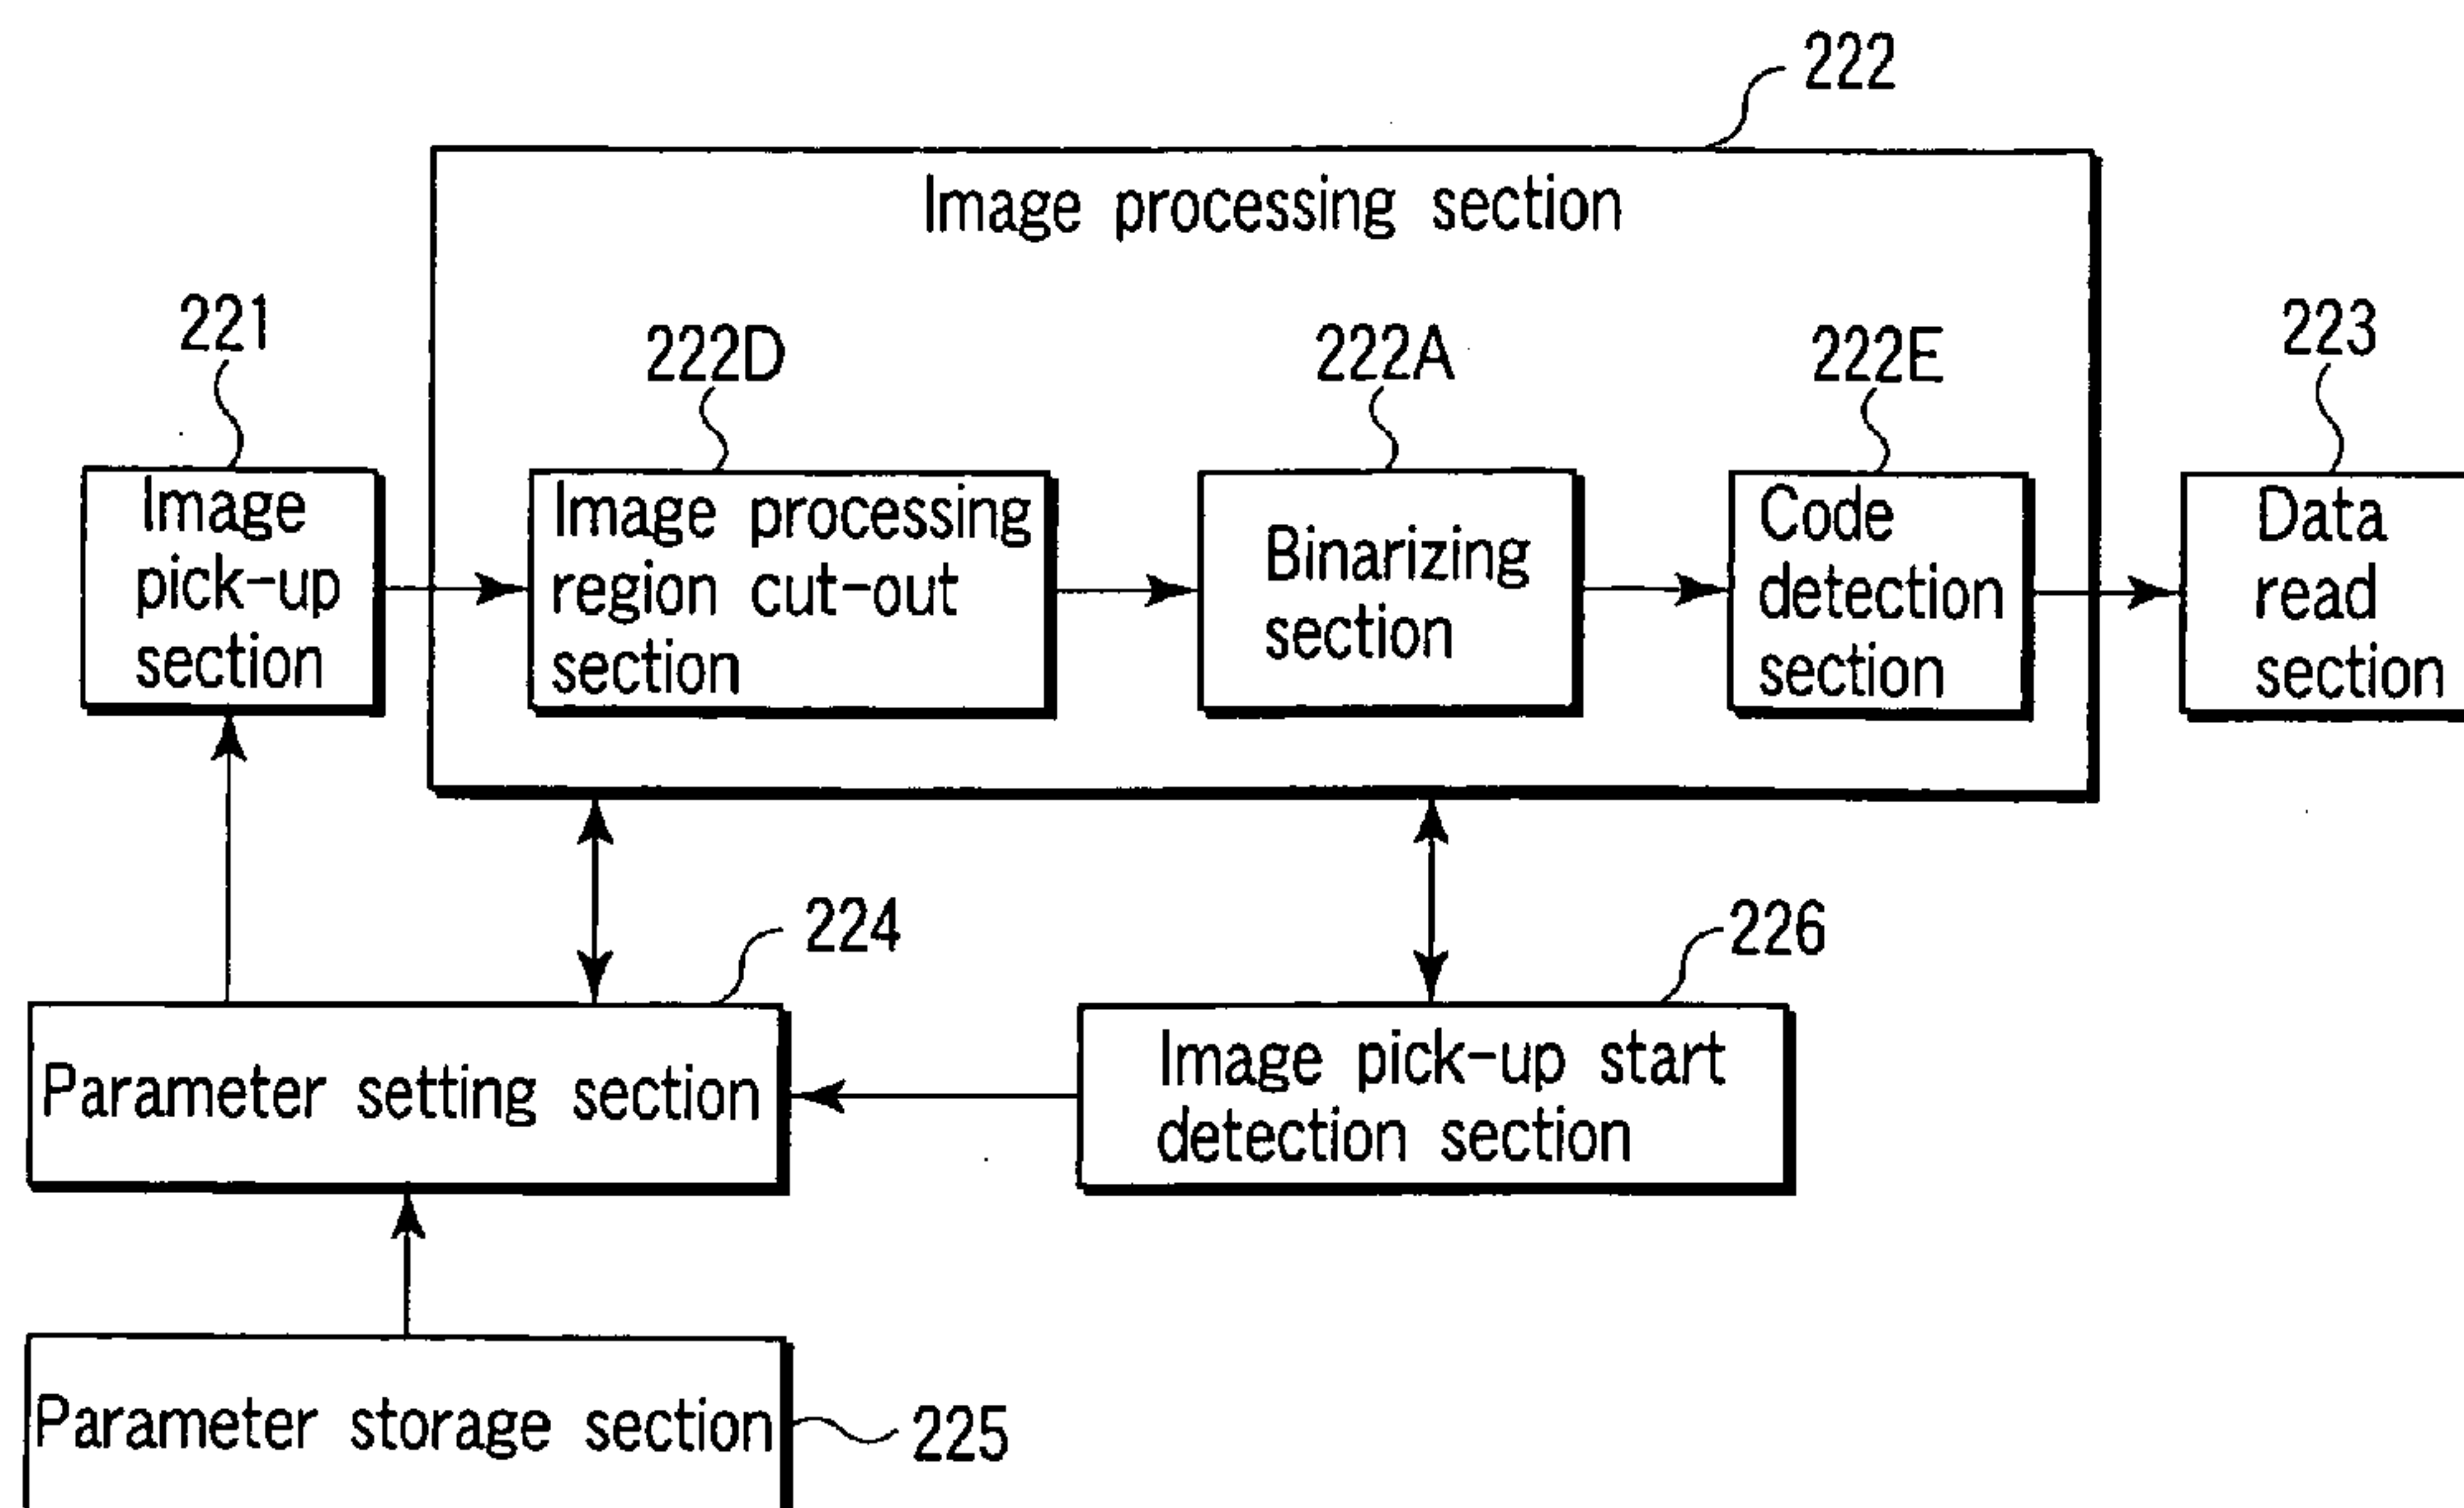 222
Image processing section
221
222D
222A
222E
223
Image
pick-up
section
Image processing
region cut-out
section
Binarizing
section
Code
detection
section
Data
read
section
224
226
Parameter setting section
Image pick-up start
detection section
Parameter storage section
225